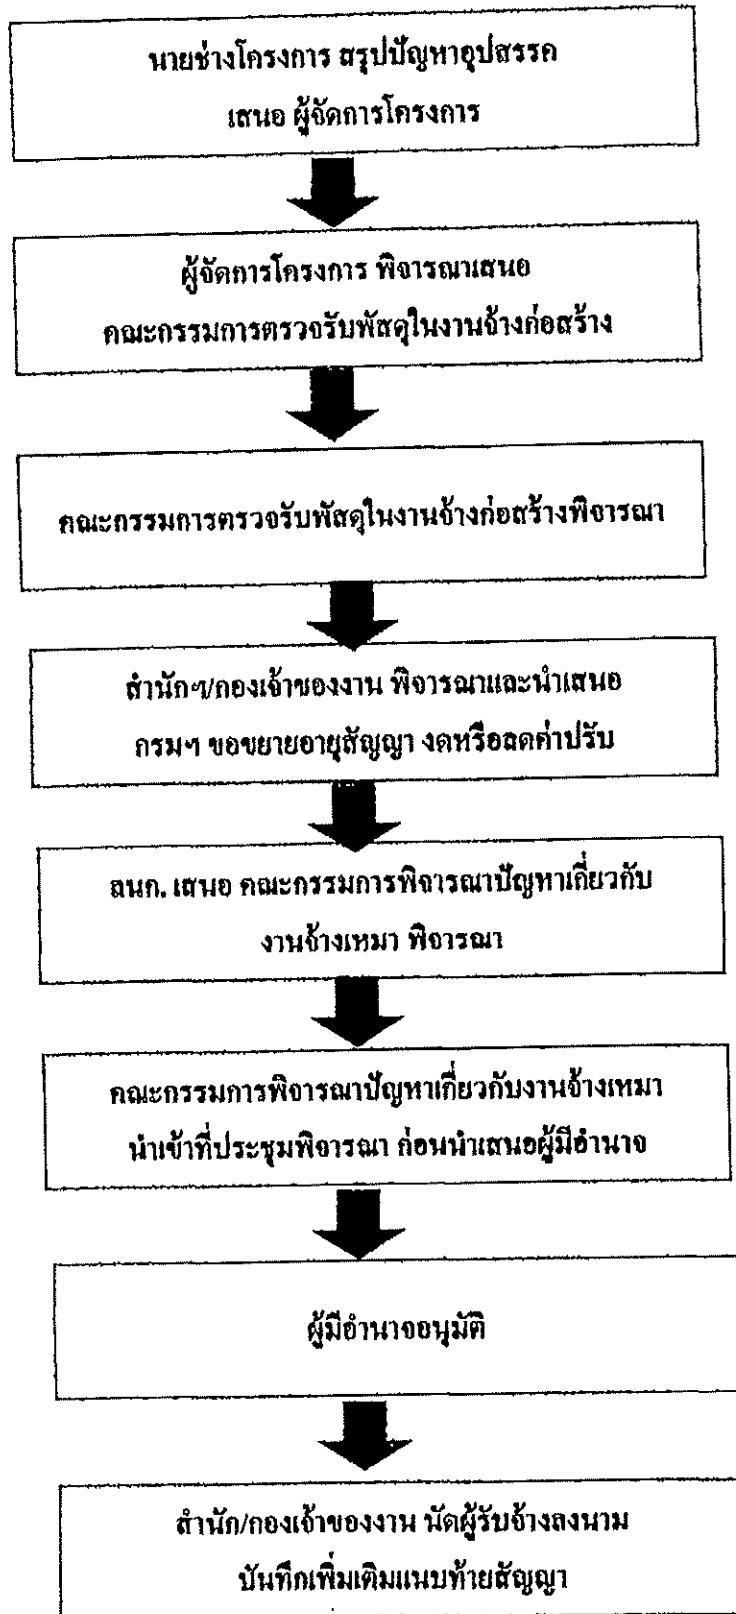 นายช่างโครงการ สรุปปัญหาอุปสรรค
เสนอ ผู้จัดการโครงการ
ผู้จัดการโครงการ พิจารณาเสนอ
คณะกรรมการตรวจรับพัสดุในงานจ้างก่อสร้าง
คณะกรรมการตรวจรับพัสดุในงานจ้างก่อสร้างพิจารณา
สำนักฯ/กองเจ้าของงาน พิจารณาและนำเสนอ
กรมฯ ขอขยายอายุสัญญา งดหรือลดค่าปรับ
ลนก. เสนอ คณะกรรมการพิจารณาปัญหาเกี่ยวกับ
งานจ้างเหมา พิจารณา
คณะกรรมการพิจารณาปัญหาเกี่ยวกับงานจ้างเหมา
นำเข้าที่ประชุมพิจารณา ก่อนนำเสนอผู้มีอำนาจ
ผู้มีอำนาจอนุมัติ
สำนัก/กองเจ้าของงาน นัดผู้รับจ้างลงนาม
บันทึกเพิ่มเติมแนบท้ายสัญญา